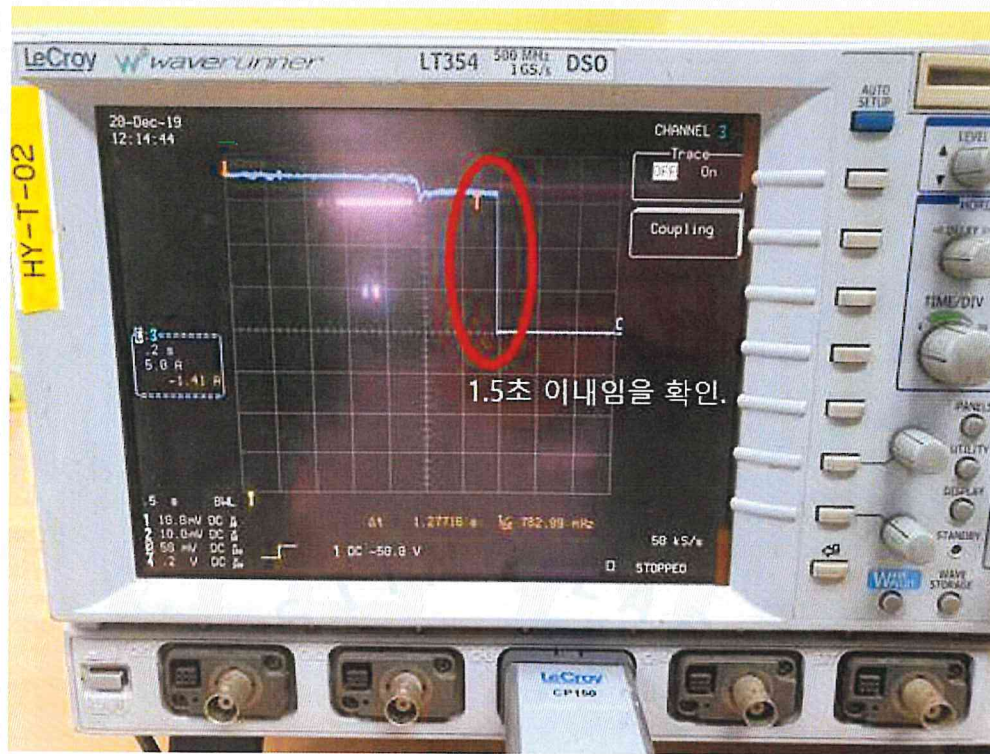 LeCroy waverunner LT354 500 MHz 1GS/s DSO
HY-T-02
20-Dec-19
12:14:44
CHANNEL 3
Trace
OFF On
Coupling
3
.2 s
5.0 A
-1.41 A
1.5초 이내임을 확인.
.5 s BWL
1 10.0mV DC
2 10.0mV DC
3 50 mV DC
4 .2 V DC
Δt 1.27716 s 782.99 mHz
1 DC -50.0 V
50 kS/s
STOPPED
AUTO SETUP
LEVEL
DELAY
TIME/DIV
PANELS
UTILITY
DISPLAY
STANDBY
WAVE STORAGE
LeCroy
CP150